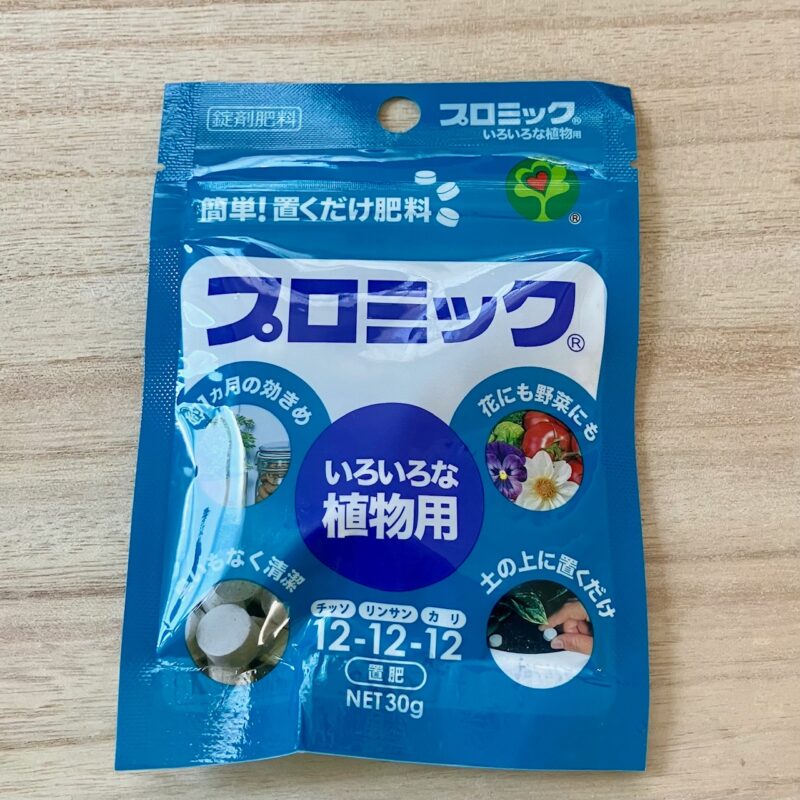 錠剤肥料
プロミック®
いろいろな植物用
簡単!置くだけ肥料
®
プロミック®
1ヵ月の効きめ
花にも野菜にも
いろいろな
植物用
もなく清潔
土の上に置くだけ
チッソ リンサン カリ
12-12-12
置肥
NET30g